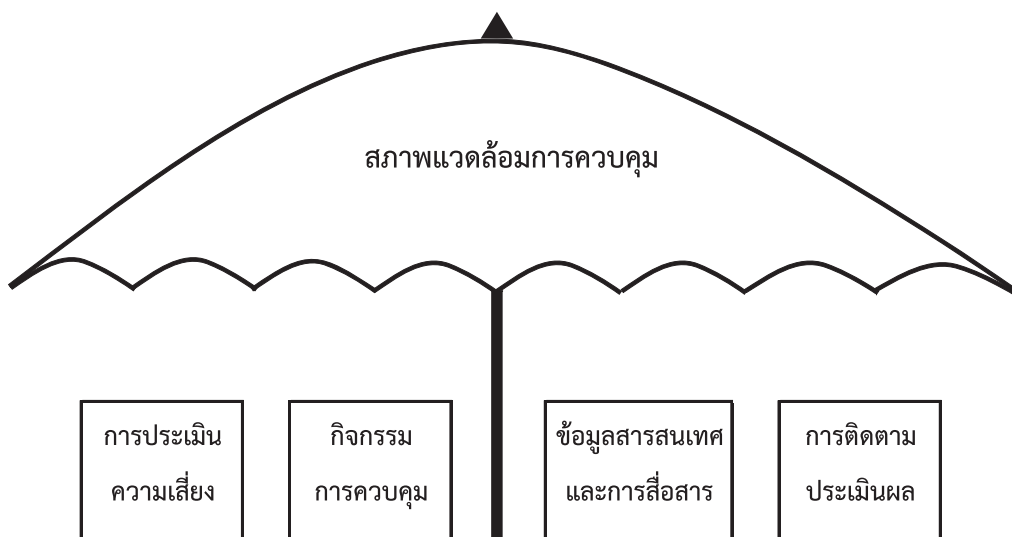 สภาพแวดล้อมการควบคุม
การประเมิน
ความเสี่ยง
กิจกรรม
การควบคุม
ข้อมูลสารสนเทศ
และการสื่อสาร
การติดตาม
ประเมินผล